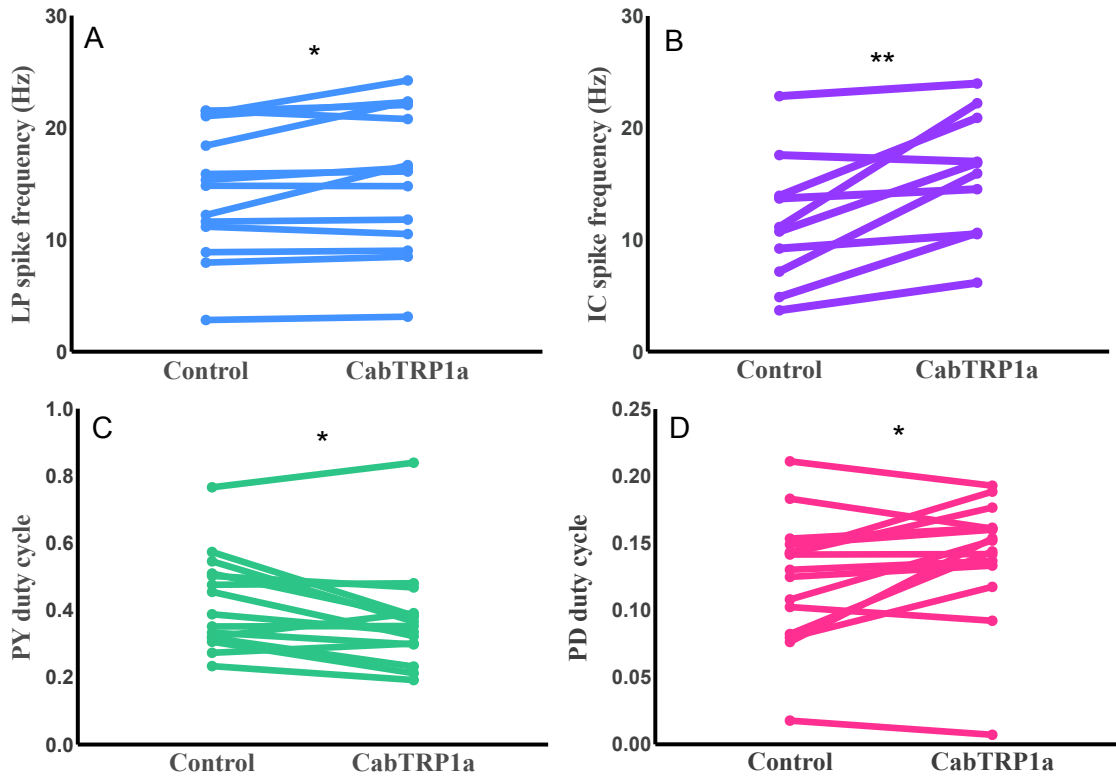 A
*
LP spike frequency (Hz)
30
20
10
0
Control
CabTRP1a
B
**
IC spike frequency (Hz)
30
20
10
0
Control
CabTRP1a
C
*
PY duty cycle
1.0
0.8
0.6
0.4
0.2
0.0
Control
CabTRP1a
D
*
PD duty cycle
0.25
0.20
0.15
0.10
0.05
0.00
Control
CabTRP1a